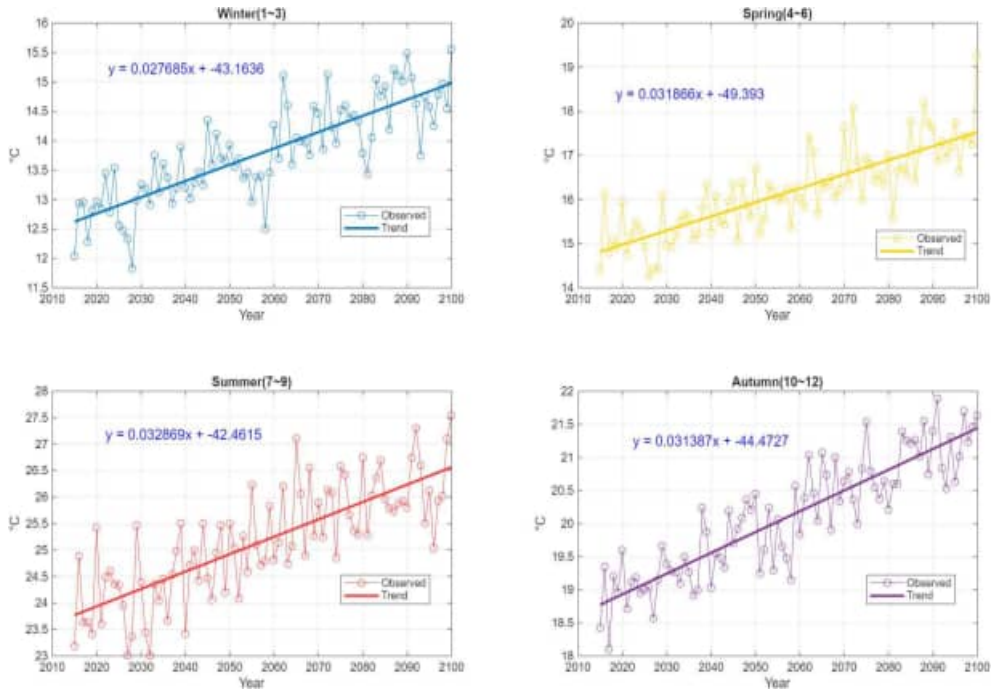 Winter(1~3)
16
15.5
15
14.5
14
13.5
13
12.5
12
11.5
°C
y = 0.027685x + -43.1636
Observed
Trend
2010 2020 2030 2040 2050 2060 2070 2080 2090 2100
Year
Spring(4~6)
20
19
18
17
16
15
14
°C
y = 0.031866x + -49.393
Observed
Trend
2010 2020 2030 2040 2050 2060 2070 2080 2090 2100
Year
Summer(7~9)
28
27.5
27
26.5
26
25.5
25
24.5
24
23.5
23
°C
y = 0.032869x + -42.4615
Observed
Trend
2010 2020 2030 2040 2050 2060 2070 2080 2090 2100
Year
Autumn(10~12)
22
21.5
21
20.5
20
19.5
19
18.5
18
°C
y = 0.031387x + -44.4727
Observed
Trend
2010 2020 2030 2040 2050 2060 2070 2080 2090 2100
Year